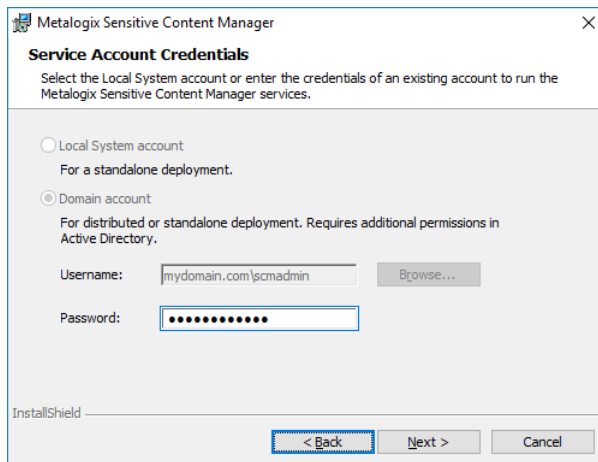 Metalogix Sensitive Content Manager
Service Account Credentials
Select the Local System account or enter the credentials of an existing account to run the
Metalogix Sensitive Content Manager services.
Local System account
For a standalone deployment.
Domain account
For distributed or standalone deployment. Requires additional permissions in
Active Directory.
Username: mydomain.com\scmadmin Browse...
Password: ●●●●●●●●●●●●
InstallShield
< Back Next > Cancel